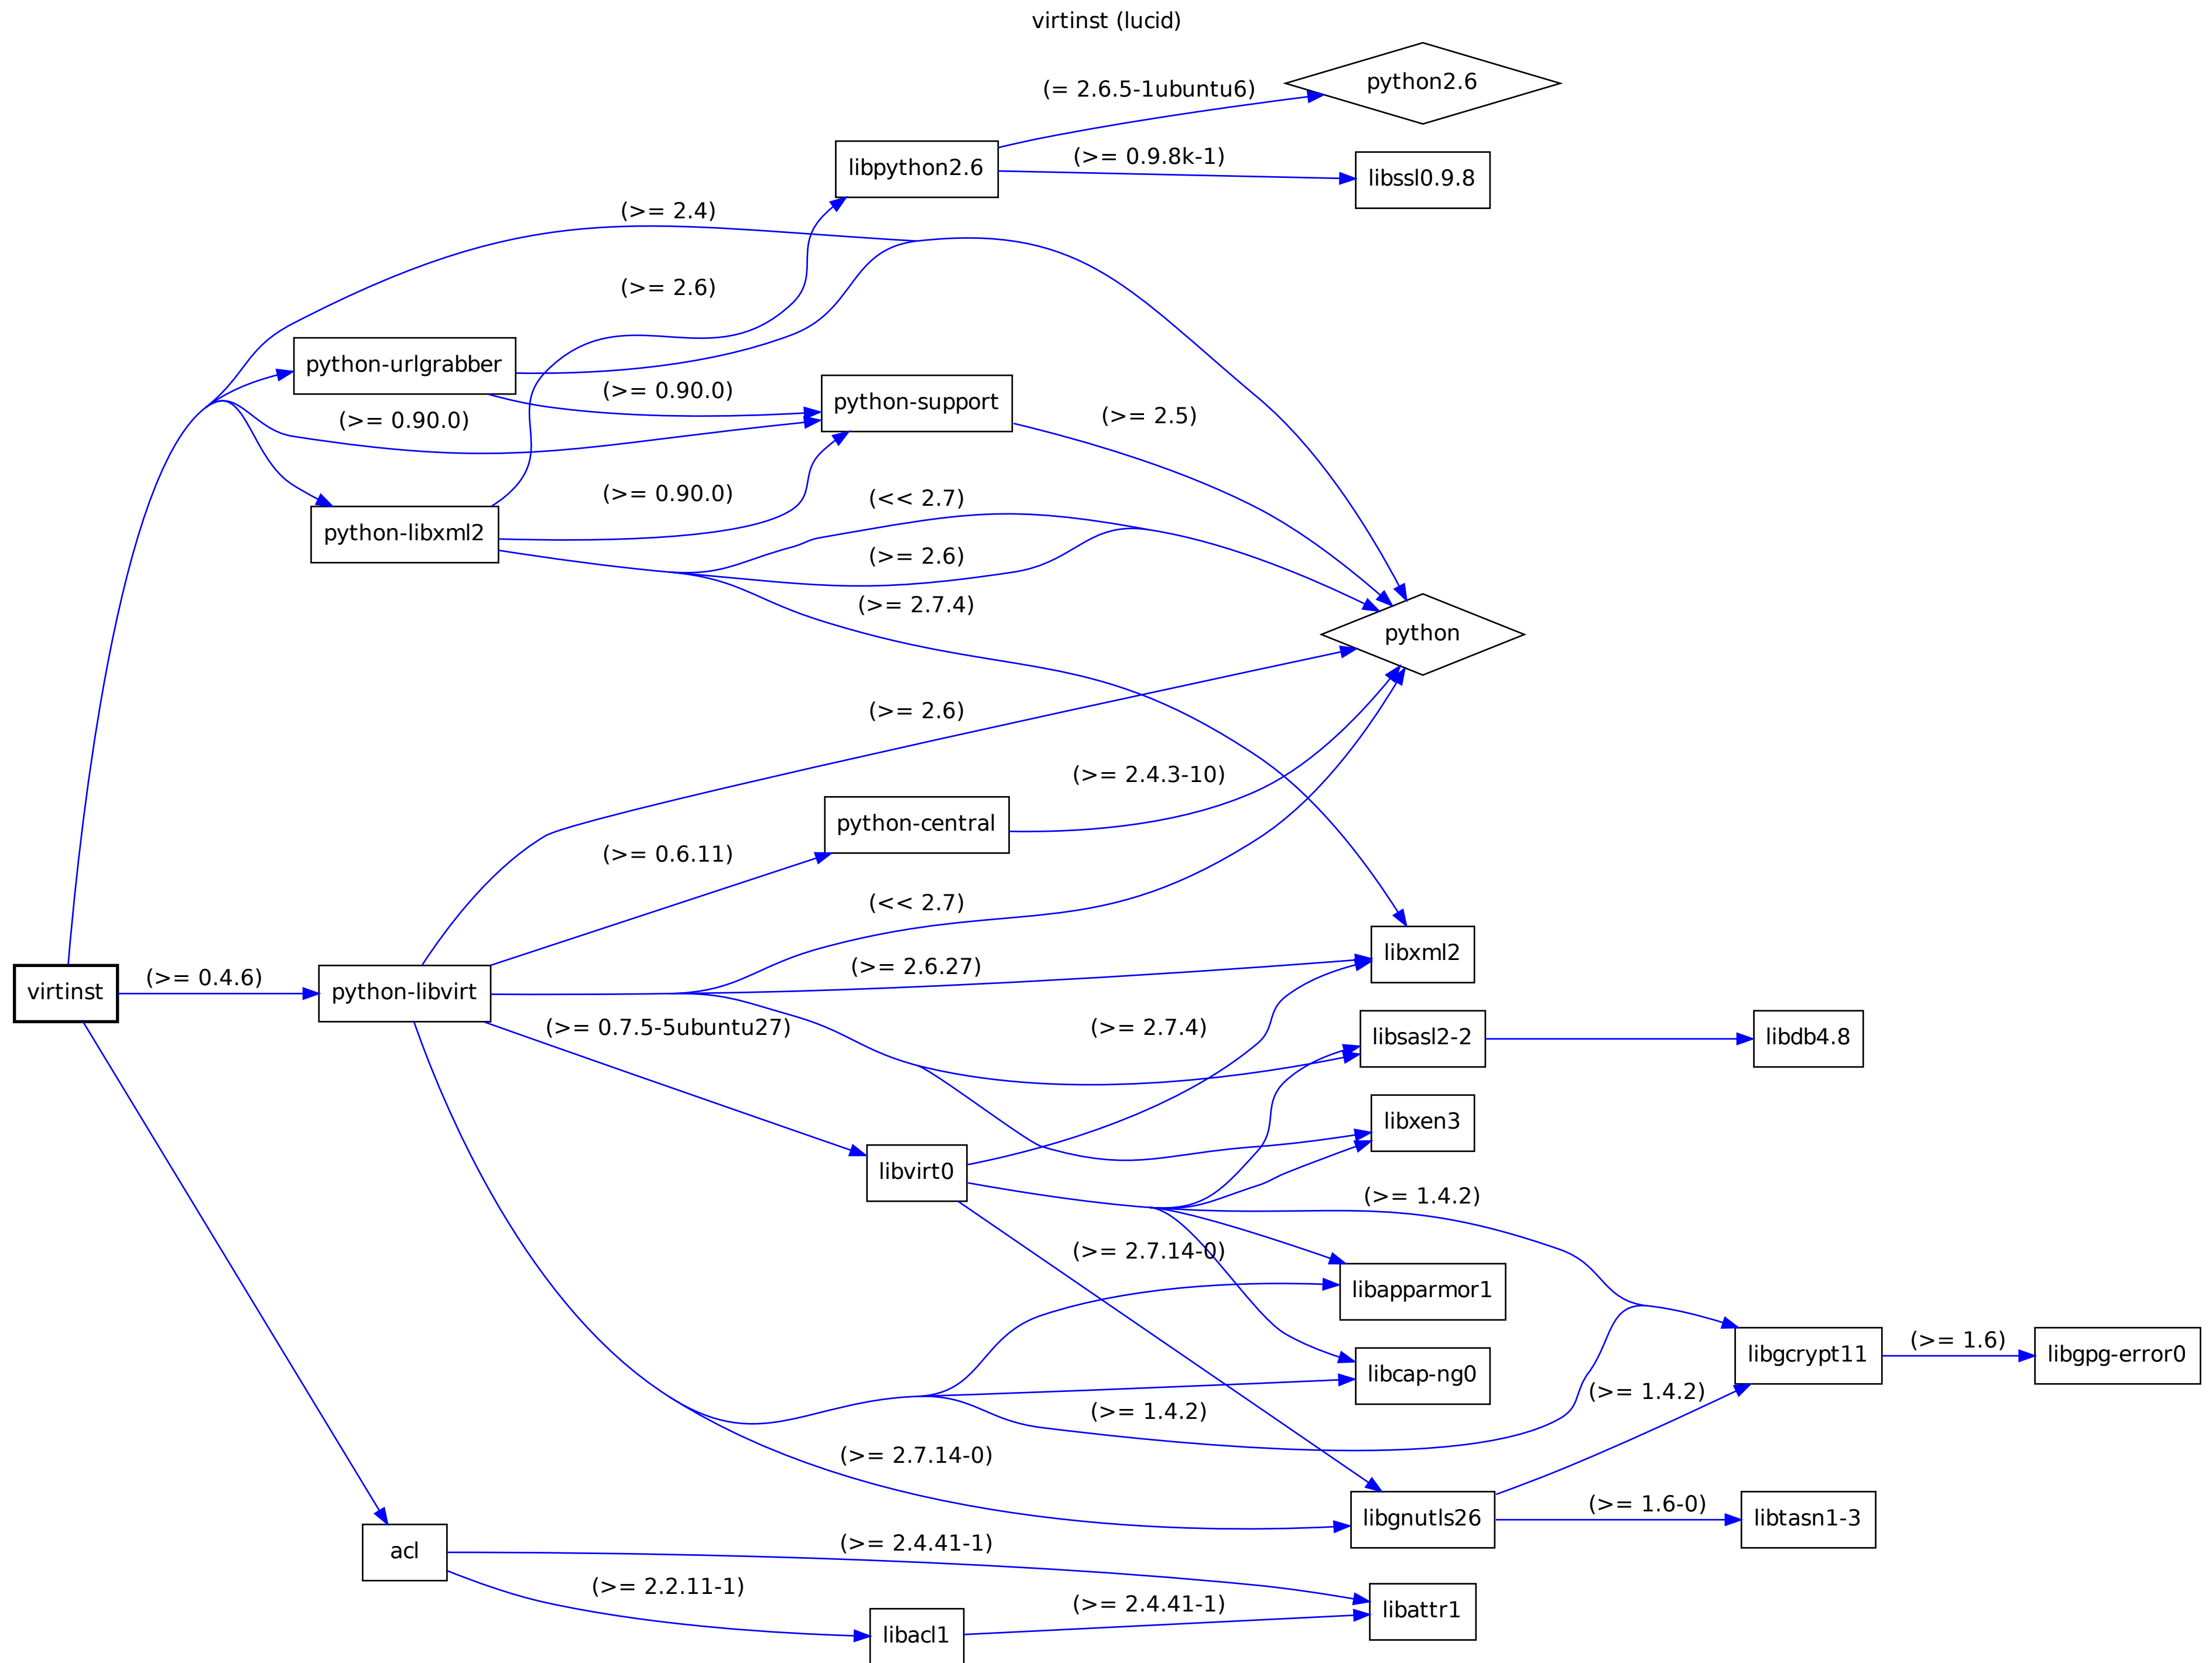 virtinst (lucid)
python2.6
(= 2.6.5-1ubuntu6)
(>= 0.9.8k-1)
libpython2.6
libssl0.9.8
(>= 2.4)
(>= 2.6)
python-urlgrabber
(>= 0.90.0)
python-support
(>= 2.5)
(>= 0.90.0)
(>= 0.90.0)
(<< 2.7)
python-libxml2
(>= 2.6)
(>= 2.7.4)
python
(>= 2.6)
(>= 2.4.3-10)
python-central
(>= 0.6.11)
(<< 2.7)
libxml2
(>= 2.6.27)
(>= 0.4.6)
virtinst
python-libvirt
(>= 0.7.5-5ubuntu27)
(>= 2.7.4)
libsasl2-2
libdb4.8
libxen3
libvirt0
(>= 1.4.2)
(>= 2.7.14-0)
libapparmor1
(>= 1.6)
libgcrypt11
libgpg-error0
libcap-ng0
(>= 1.4.2)
(>= 1.4.2)
(>= 2.7.14-0)
(>= 1.6-0)
libgnutls26
libtasn1-3
(>= 2.4.41-1)
acl
(>= 2.2.11-1)
(>= 2.4.41-1)
libattr1
libacl1